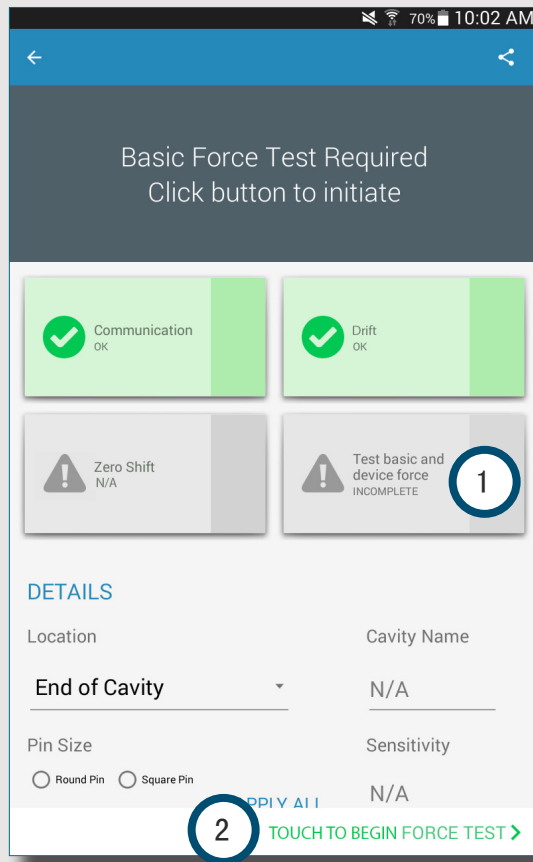 70% 10:02 AM
Basic Force Test Required
Click button to initiate
Communication
OK
Drift
OK
Zero Shift
N/A
Test basic and
device force
INCOMPLETE
1
DETAILS
Location
Cavity Name
End of Cavity
N/A
Pin Size
Sensitivity
Round Pin
Square Pin
N/A
APPLY ALL
2
TOUCH TO BEGIN FORCE TEST